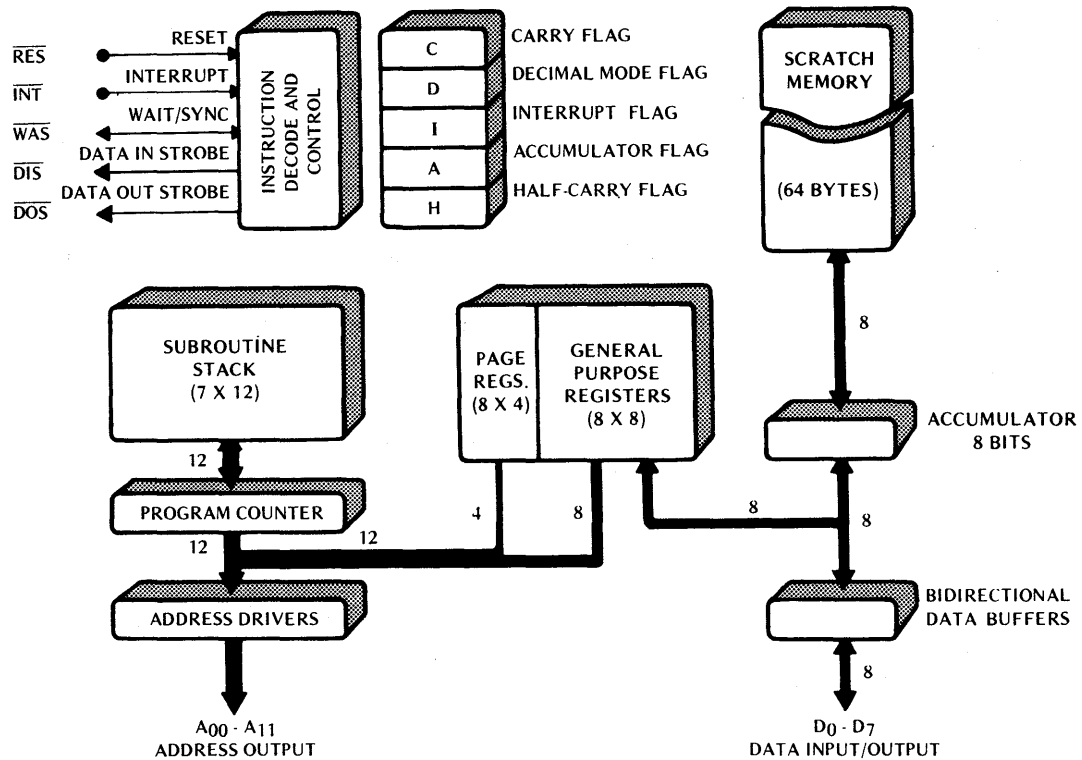 RES
INT
WAS
DIS
DOS
RESET
INTERRUPT
WAIT/SYNC
DATA IN STROBE
DATA OUT STROBE
INSTRUCTION
DECODE AND
CONTROL
C
D
I
A
H
CARRY FLAG
DECIMAL MODE FLAG
INTERRUPT FLAG
ACCUMULATOR FLAG
HALF-CARRY FLAG
SCRATCH
MEMORY
(64 BYTES)
8
SUBROUTİNE
STACK
(7 X 12)
12
PROGRAM COUNTER
12
12
ADDRESS DRIVERS
A00 - A11
ADDRESS OUTPUT
PAGE
REGS.
(8 X 4)
GENERAL
PURPOSE
REGISTERS
(8 X 8)
4
8
8
ACCUMULATOR
8 BITS
8
BIDIRECTIONAL
DATA BUFFERS
8
D0 - D7
DATA INPUT/OUTPUT